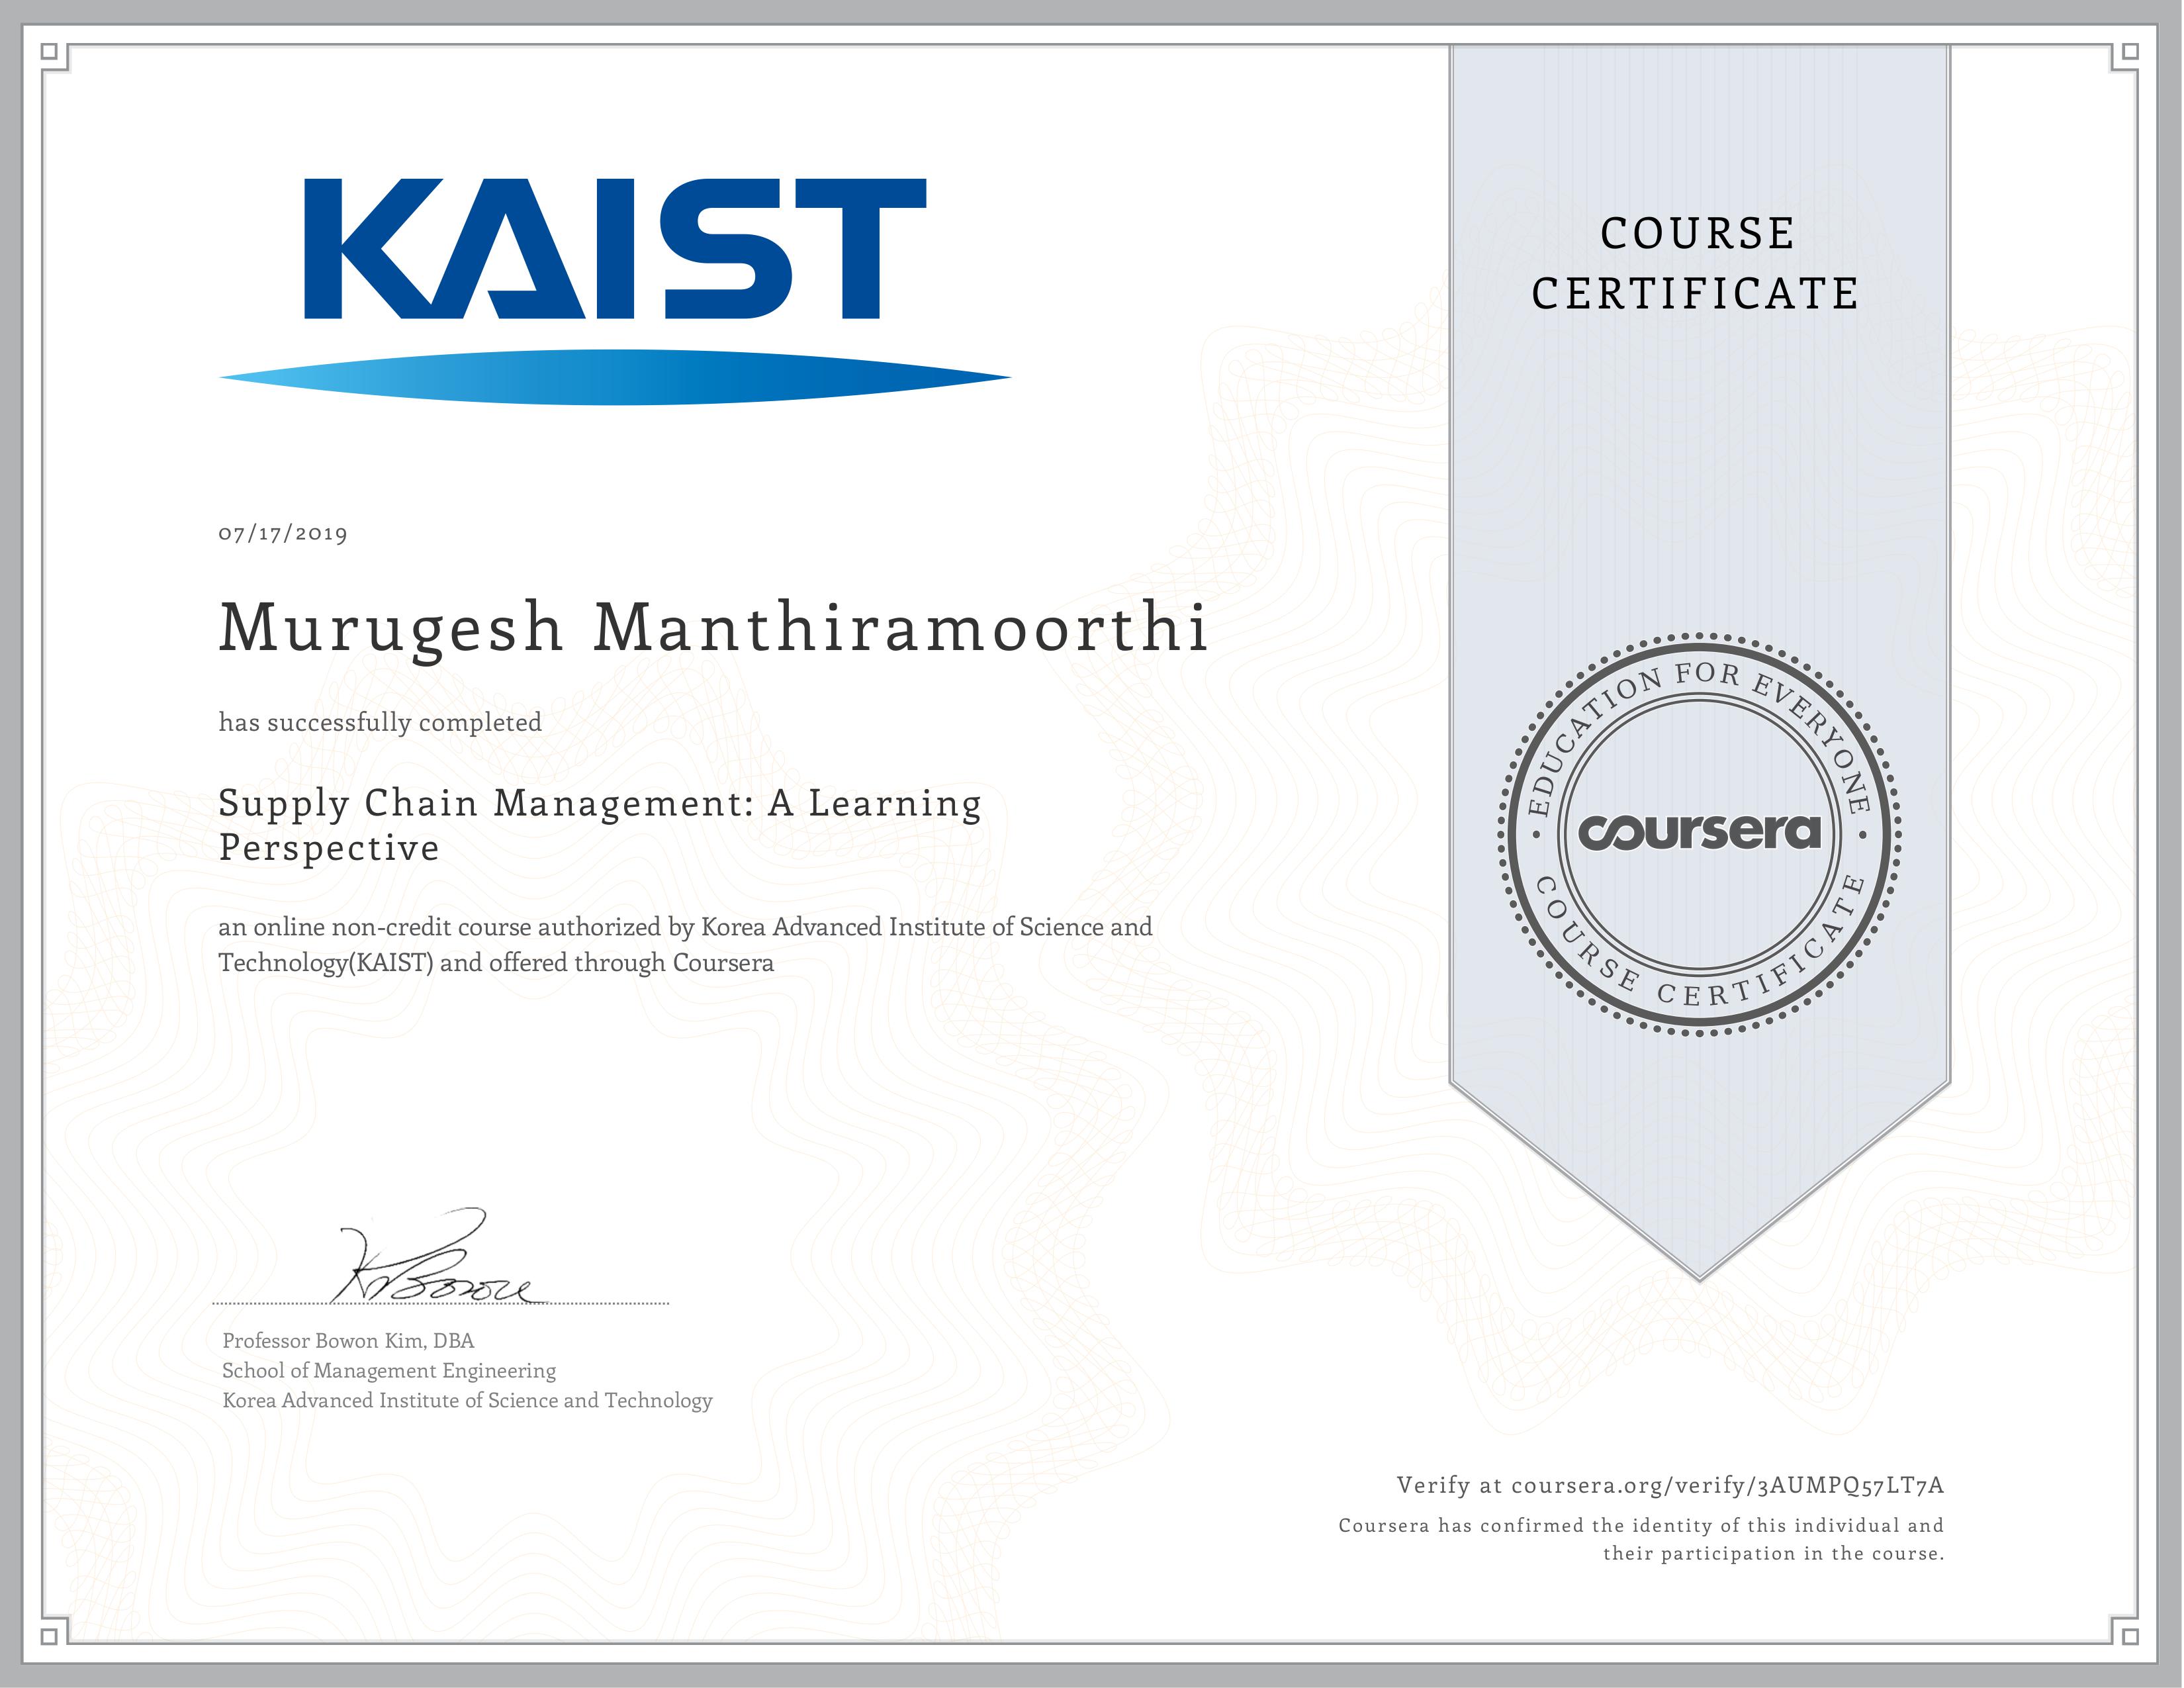 KAIST
COURSE
CERTIFICATE
07/17/2019
Murugesh Manthiramoorthi
has successfully completed
Supply Chain Management: A Learning
Perspective
an online non-credit course authorized by Korea Advanced Institute of Science and
Technology(KAIST) and offered through Coursera
EDUCATION FOR EVERYONE
coursera
COURSE CERTIFICATE
Professor Bowon Kim, DBA
School of Management Engineering
Korea Advanced Institute of Science and Technology
Verify at coursera.org/verify/3AUMPQ57LT7A
Coursera has confirmed the identity of this individual and
their participation in the course.